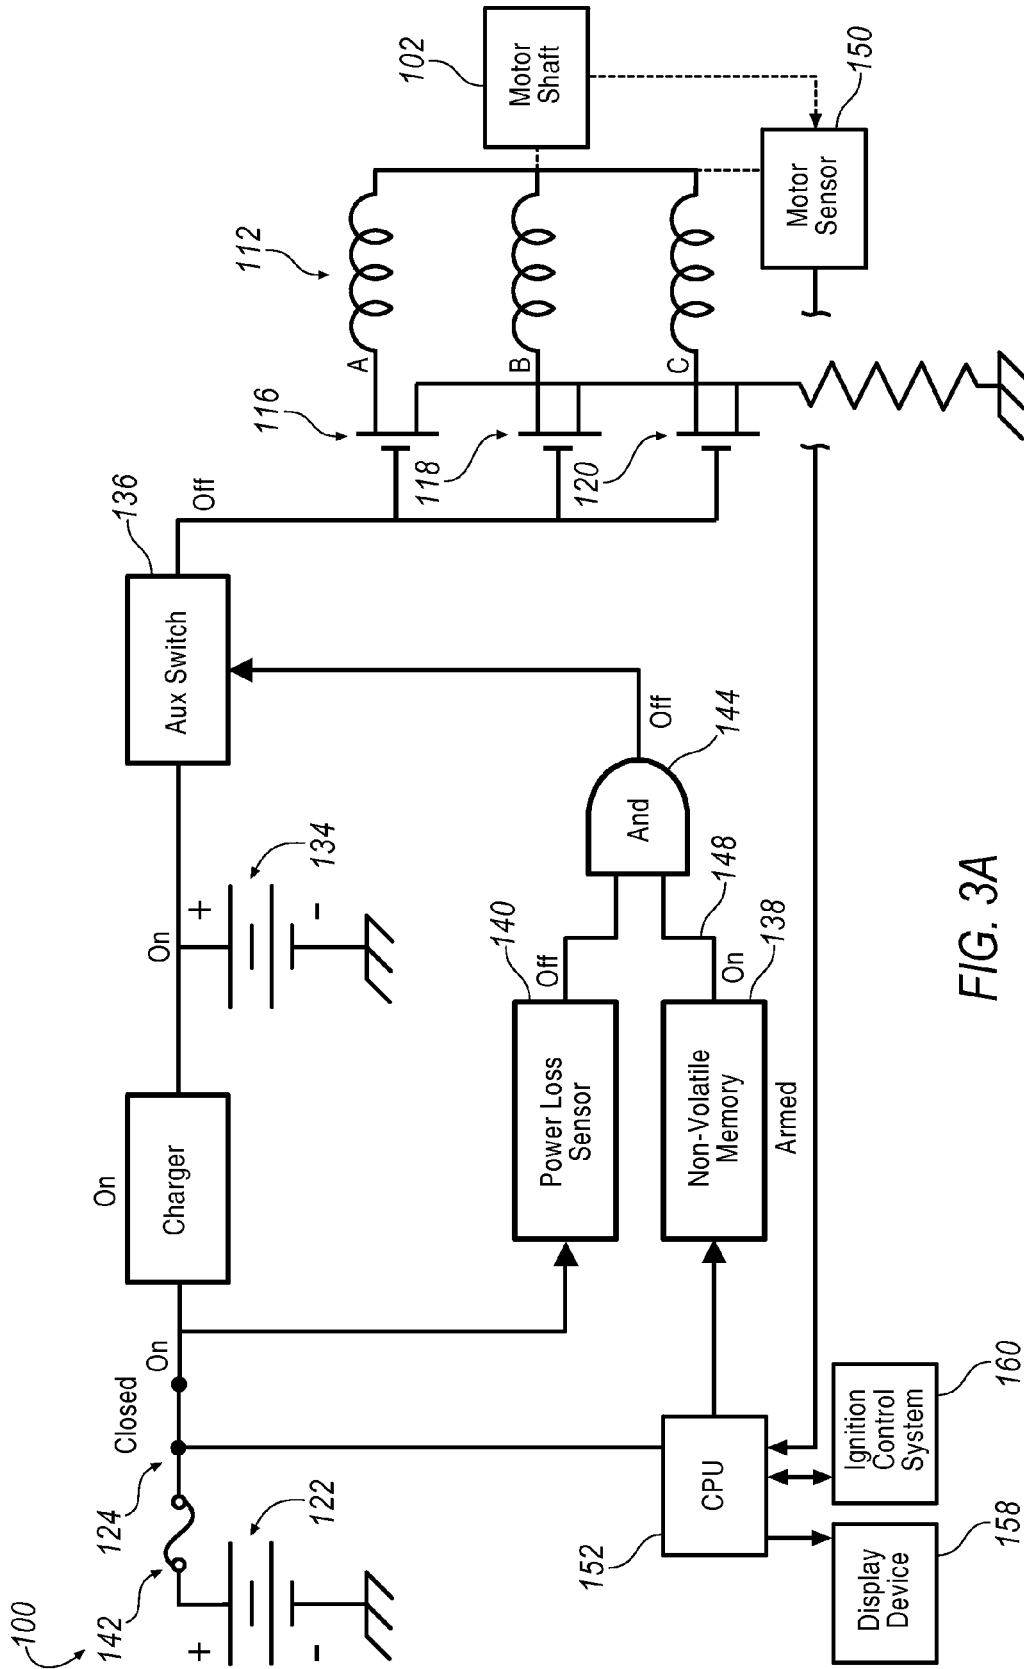 100
142
124
Closed
On
+
-
122
On
Charger
On
+
-
134
Aux Switch
136
Off
116
118
120
112
A
B
C
102
Motor
Shaft
Motor
Sensor
150
Power Loss
Sensor
140
Off
Non-Volatile
Memory
138
On
Armed
148
And
144
Off
CPU
152
Display
Device
158
Ignition
Control
System
160
FIG. 3A